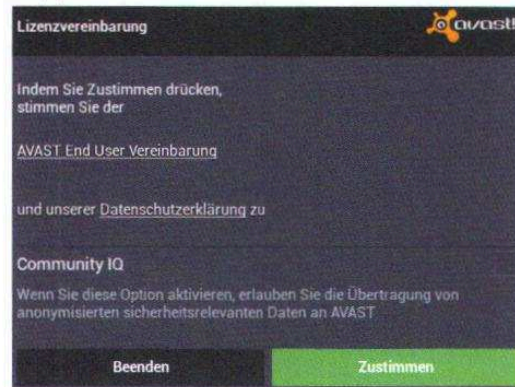 Lizenzvereinbarung
avast!
Indem Sie Zustimmen drücken,
stimmen Sie der
AVAST End User Vereinbarung
und unserer Datenschutzerklärung zu
Community IQ
Wenn Sie diese Option aktivieren, erlauben Sie die Übertragung von
anonymisierten sicherheitsrelevanten Daten an AVAST
Beenden
Zustimmen